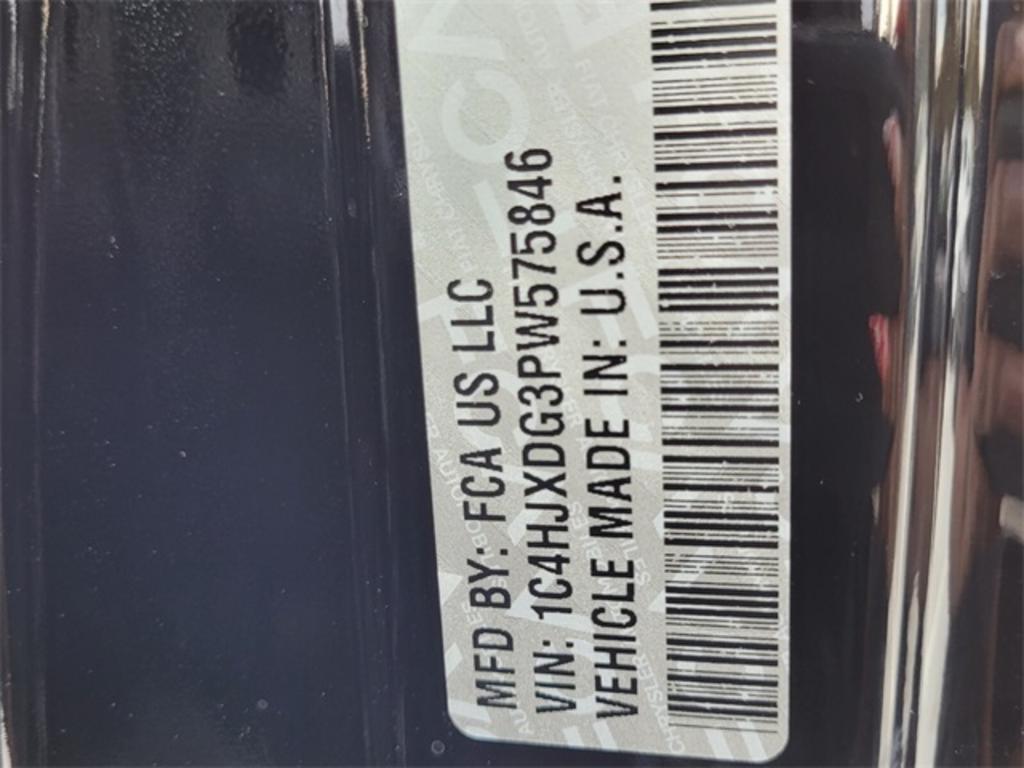 MFD BY: FCA US LLC
VIN: 1C4HJXDG3PW575846
VEHICLE MADE IN: U.S.A.